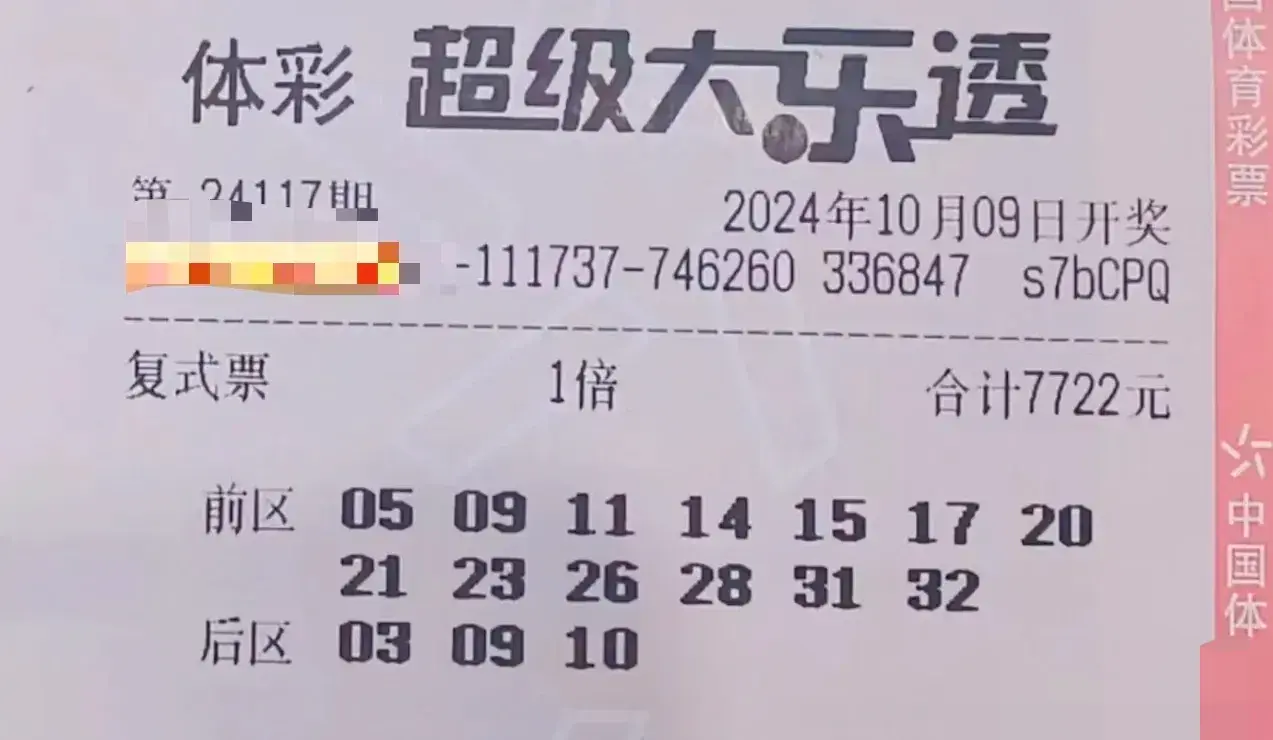 体彩 超级大乐透
第 24117期
2024年10月09日开奖
-111737-746260 336847 s7bCPQ
复式票 1倍 合计7722元
前区 05 09 11 14 15 17 20
21 23 26 28 31 32
后区 03 09 10
国体育彩票
中国体